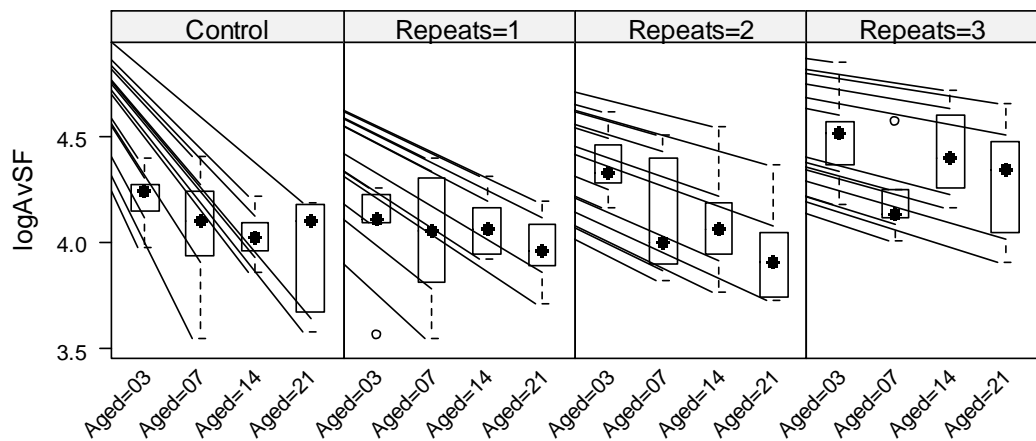 Control Repeats=1 Repeats=2 Repeats=3
logAvSF
4.5
4.0
3.5
Aged=03 Aged=07 Aged=14 Aged=21 Aged=03 Aged=07 Aged=14 Aged=21 Aged=03 Aged=07 Aged=14 Aged=21 Aged=03 Aged=07 Aged=14 Aged=21